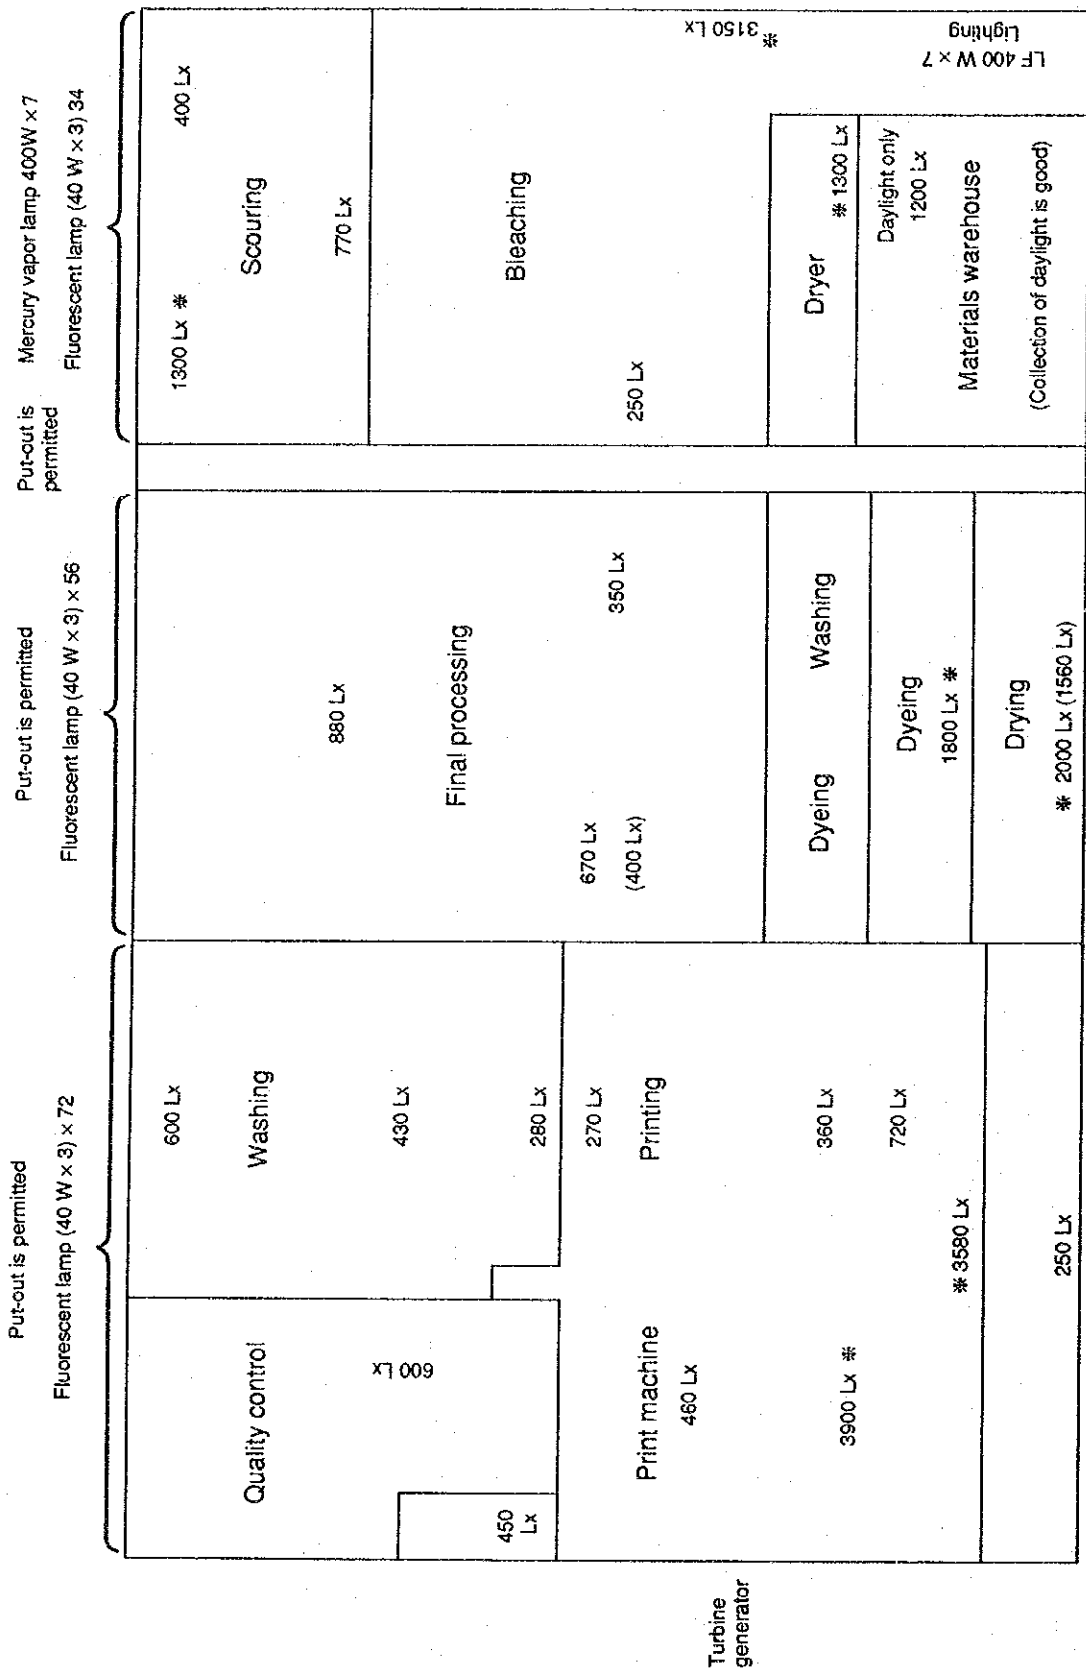 Put-out is permitted
Fluorescent lamp (40 W × 3) × 72
Put-out is permitted
Fluorescent lamp (40 W × 3) × 56
Put-out is
permitted
Mercury vapor lamp 400W × 7
Fluorescent lamp (40 W × 3) 34
Quality control
600 Lx
450
Lx
600 Lx
Washing
430 Lx
280 Lx
Print machine
460 Lx
3900 Lx ※
270 Lx
Printing
360 Lx
720 Lx
※ 3580 Lx
250 Lx
Turbine
generator
880 Lx
Final processing
670 Lx
(400 Lx)
350 Lx
Dyeing
Washing
Dyeing
1800 Lx ※
Drying
※ 2000 Lx (1560 Lx)
1300 Lx ※
400 Lx
Scouring
770 Lx
Bleaching
250 Lx
※ 3150 Lx
Dryer
※ 1300 Lx
Daylight only
1200 Lx
Materials warehouse
(Collection of daylight is good)
LF 400 W × 7
Lighting